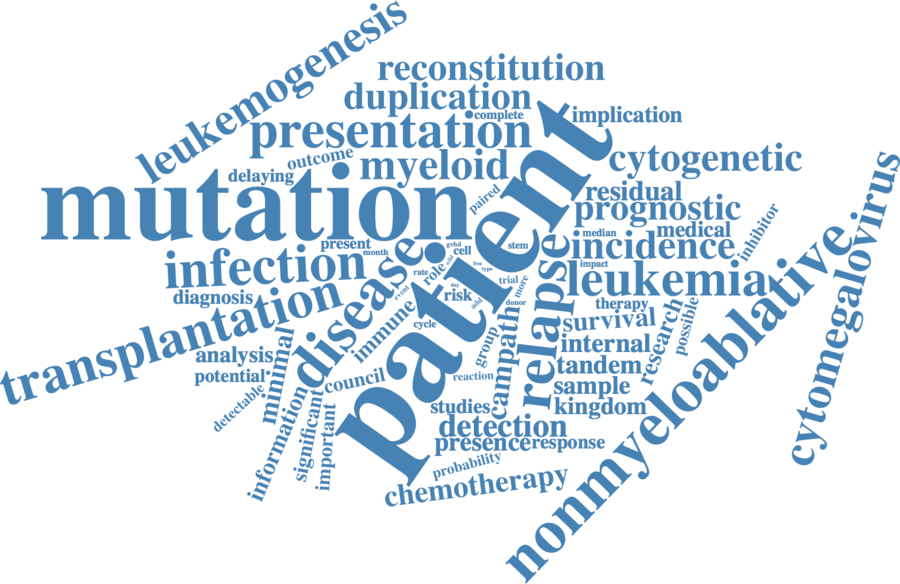 leukemogenesis
reconstitution
duplication
complete
implication
presentation
outcome
delaying
myeloid
cytogenetic
mutation
paired
patient
residual
prognostic
medical
median
incidence
inhibitor
cytomegalovirus
present
month
gvhd
cell
stem
infection
disease
role
risk
rate
event
day
add
free
type
trial
more
donor
impact
leukemia
relapse
nonmyeloablative
diagnosis
transplantation
immune
cycle
therapy
survival
possible
research
analysis
potential
minimal
detectable
council
group
campath
internal
tandem
reaction
sample
kingdom
information
significant
important
studies
detection
presence
response
probability
chemotherapy